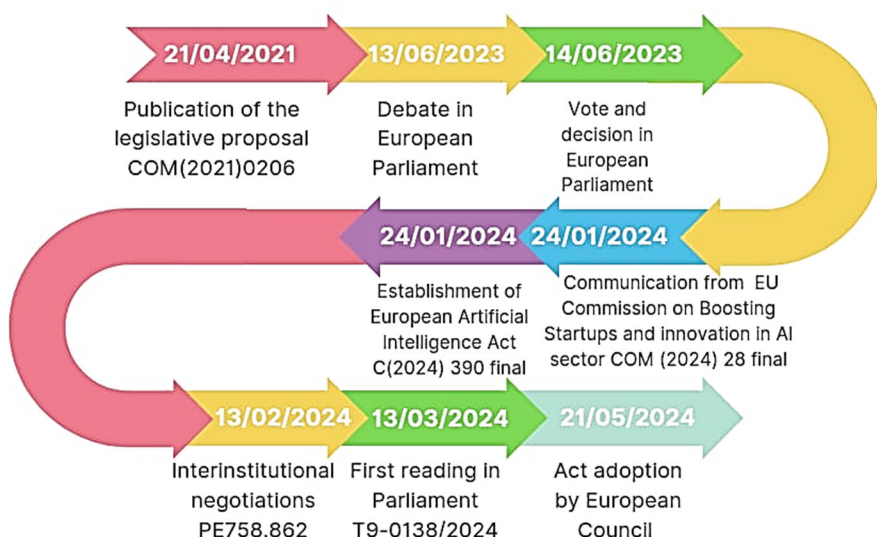 21/04/2021
Publication of the
legislative proposal
COM(2021)0206
13/06/2023
Debate in
European
Parliament
14/06/2023
Vote and
decision in
European
Parliament
24/01/2024
Communication from EU
Commission on Boosting
Startups and innovation in AI
sector COM (2024) 28 final
24/01/2024
Establishment of
European Artificial
Intelligence Act
C(2024) 390 final
13/02/2024
Interinstitutional
negotiations
PE758.862
13/03/2024
First reading in
Parliament
T9-0138/2024
21/05/2024
Act adoption
by European
Council